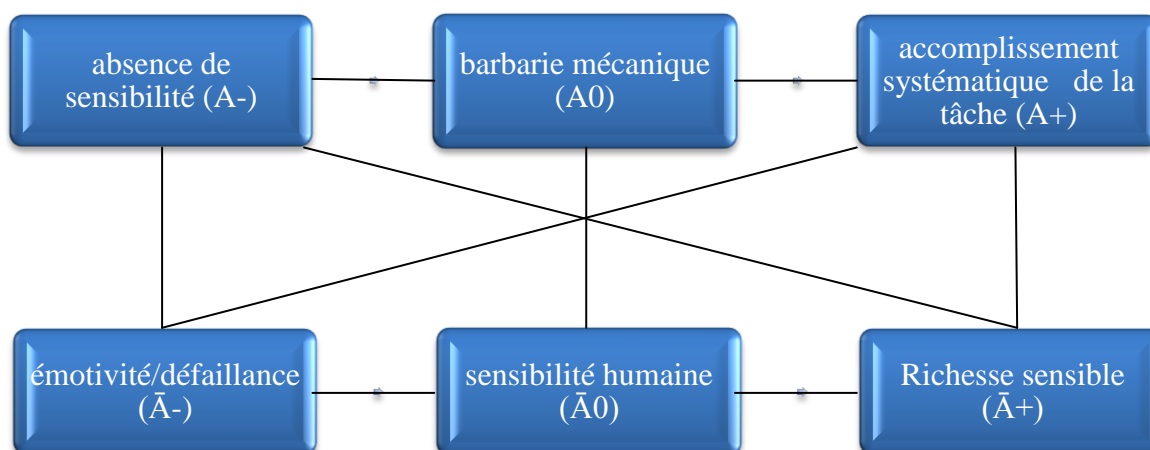 absence de
sensibilité (A-)
barbarie mécanique
(A0)
accomplissement
systématique de la
tâche (A+)
émotivité/défaillance
(Ā-)
sensibilité humaine
(Ā0)
Richesse sensible
(Ā+)